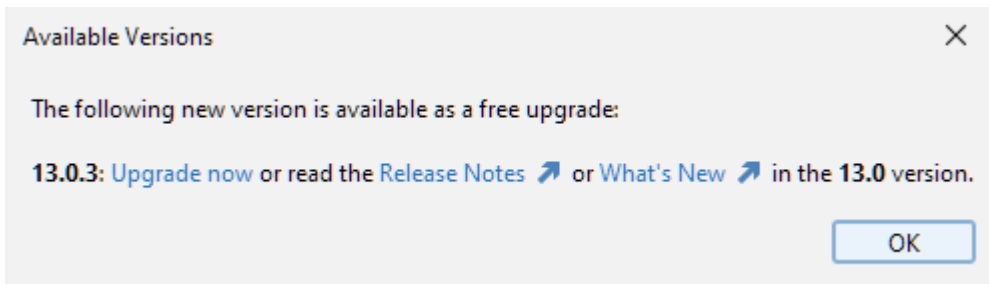 Available Versions
The following new version is available as a free upgrade:
13.0.3: Upgrade now or read the Release Notes or What's New in the 13.0 version.
OK